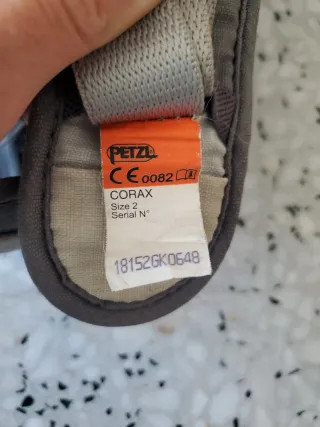 PETZL
CE 0082
CORAX
Size 2
Serial N°
18152GK0648